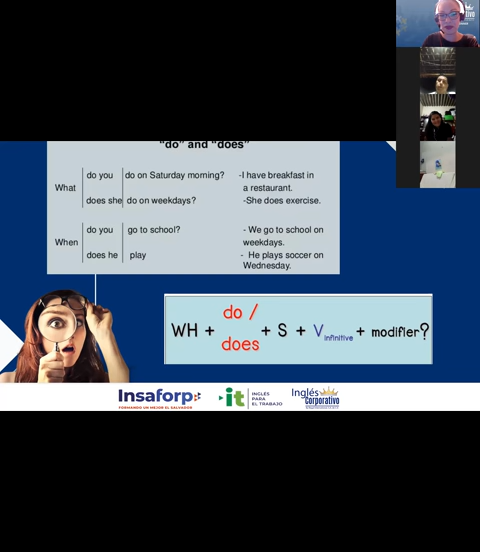 "do" and "does"
What
do you do on Saturday morning?
-I have breakfast in
a restaurant.
does she do on weekdays?
-She does exercise.
When
do you go to school?
- We go to school on
weekdays.
does he play
- He plays soccer on
Wednesday.
WH + do / does + S + V infinitive + modifier?
Insaforp
FORMANDO UN MEJOR EL SALVADOR
it
INGLÉS
PARA
EL TRABAJO
Inglés
Corporativo